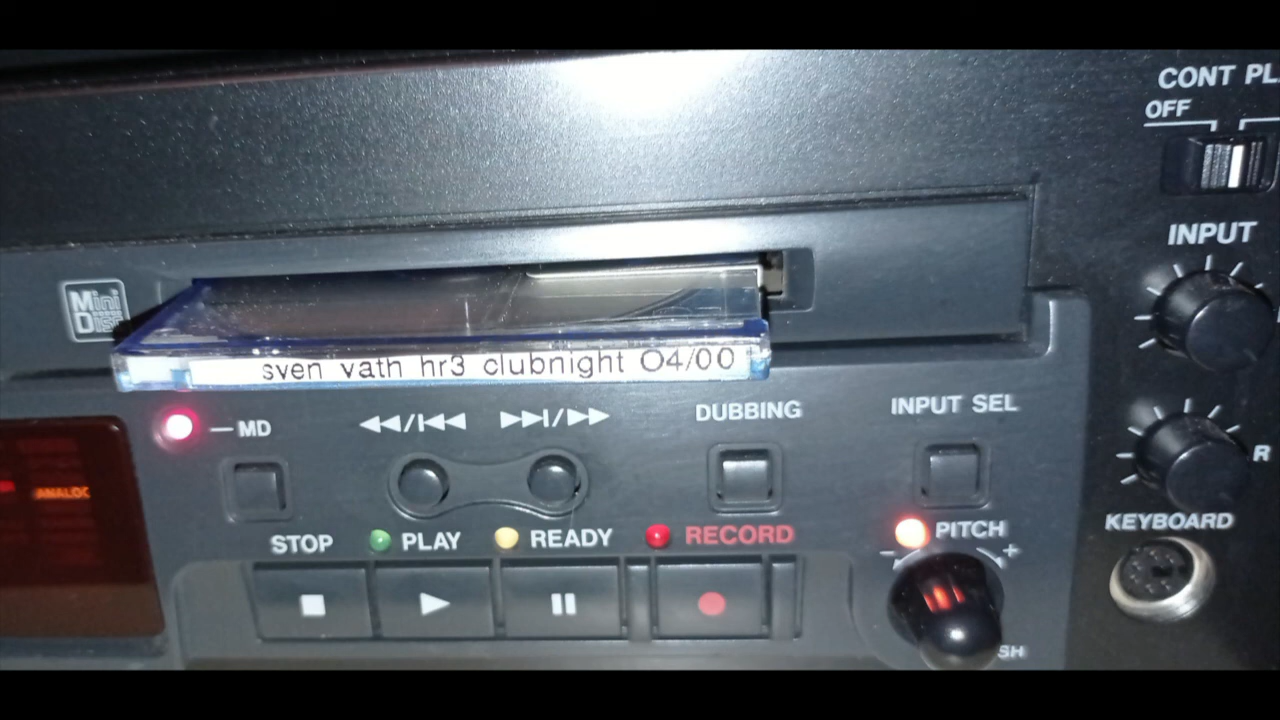 CONT PL
OFF
INPUT
Mini
Disc
sven vath hr3 clubnight 04/00
MD
DUBBING
INPUT SEL
R
ANALOG
STOP
PLAY
READY
RECORD
PITCH
- +
KEYBOARD
SH